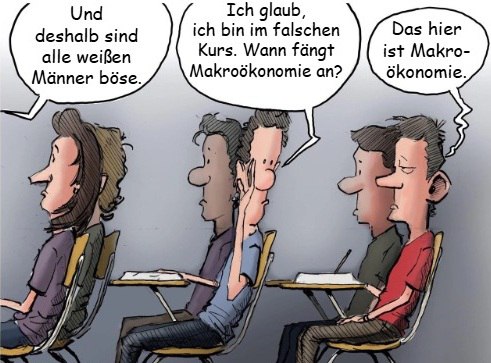 Und
deshalb sind
alle weißen
Männer böse.
Ich glaub,
ich bin im falschen
Kurs. Wann fängt
Makroökonomie an?
Das hier
ist Makro-
ökonomie.